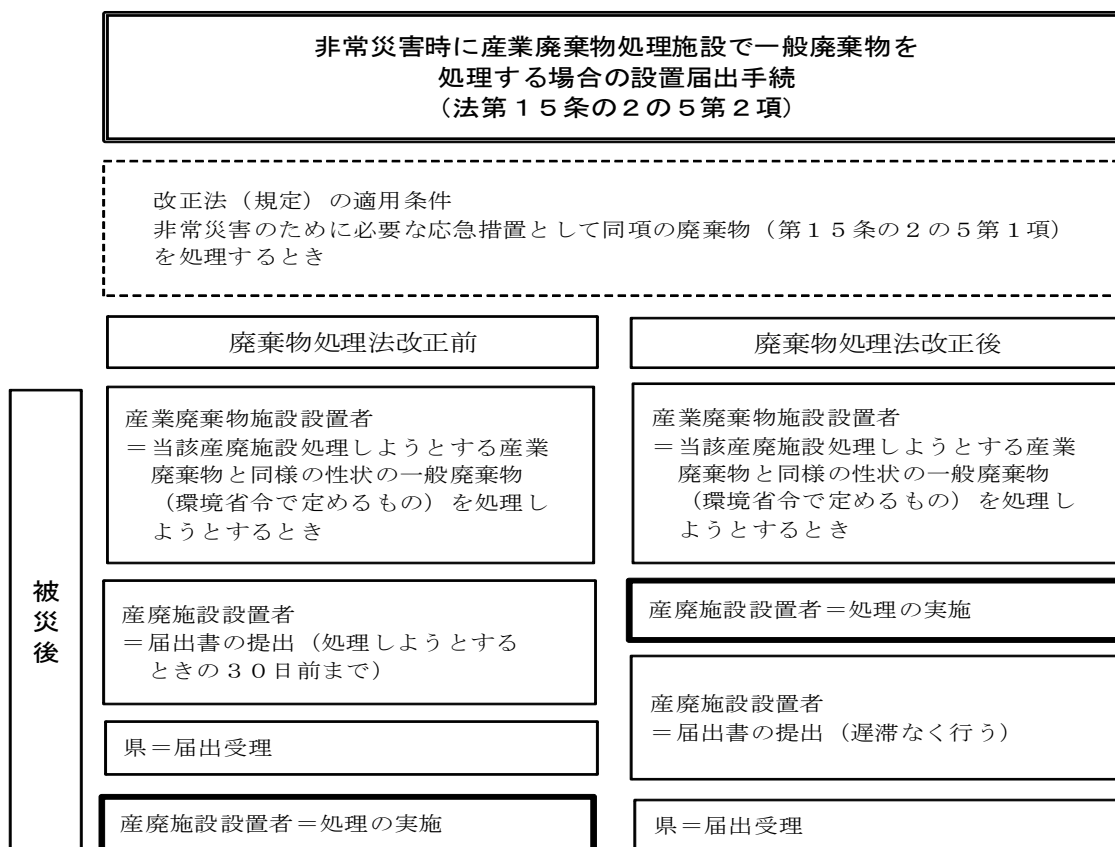 非常災害時に産業廃棄物処理施設で一般廃棄物を
処理する場合の設置届出手続
（法第１５条の２の５第２項）
改正法（規定）の適用条件
非常災害のために必要な応急措置として同項の廃棄物（第１５条の２の５第１項）
を処理するとき
廃棄物処理法改正前
廃棄物処理法改正後
被災後
産業廃棄物施設設置者
＝当該産廃施設処理しようとする産業
廃棄物と同様の性状の一般廃棄物
（環境省令で定めるもの）を処理し
ようとするとき
産廃施設設置者
＝届出書の提出（処理しようとする
ときの３０日前まで）
県＝届出受理
産廃施設設置者＝処理の実施
産業廃棄物施設設置者
＝当該産廃施設処理しようとする産業
廃棄物と同様の性状の一般廃棄物
（環境省令で定めるもの）を処理し
ようとするとき
産廃施設設置者＝処理の実施
産廃施設設置者
＝届出書の提出（遅滞なく行う）
県＝届出受理